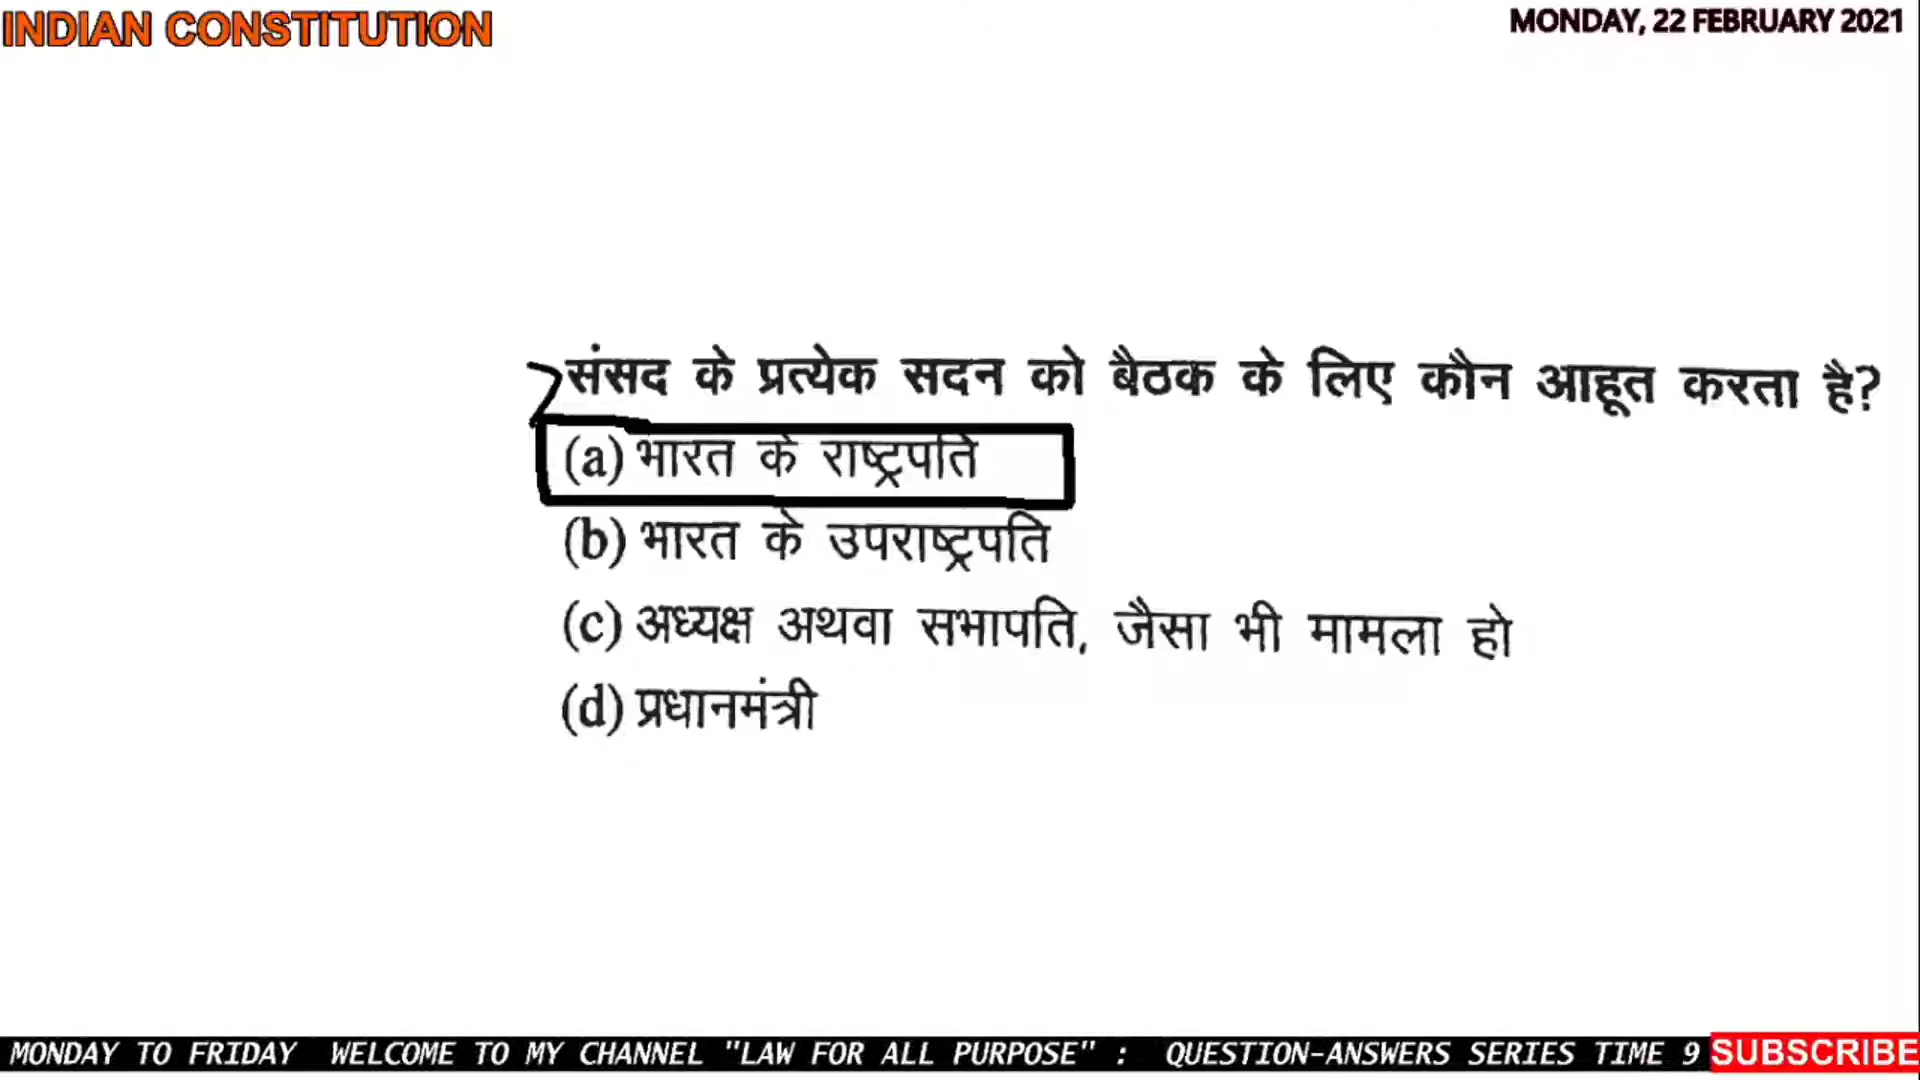 INDIAN CONSTITUTION
MONDAY, 22 FEBRUARY 2021
संसद के प्रत्येक सदन को बैठक के लिए कौन आहूत करता है?
(a) भारत के राष्ट्रपति
(b) भारत के उपराष्ट्रपति
(c) अध्यक्ष अथवा सभापति, जैसा भी मामला हो
(d) प्रधानमंत्री
MONDAY TO FRIDAY WELCOME TO MY CHANNEL "LAW FOR ALL PURPOSE" : QUESTION-ANSWERS SERIES TIME 9 SUBSCRIBE